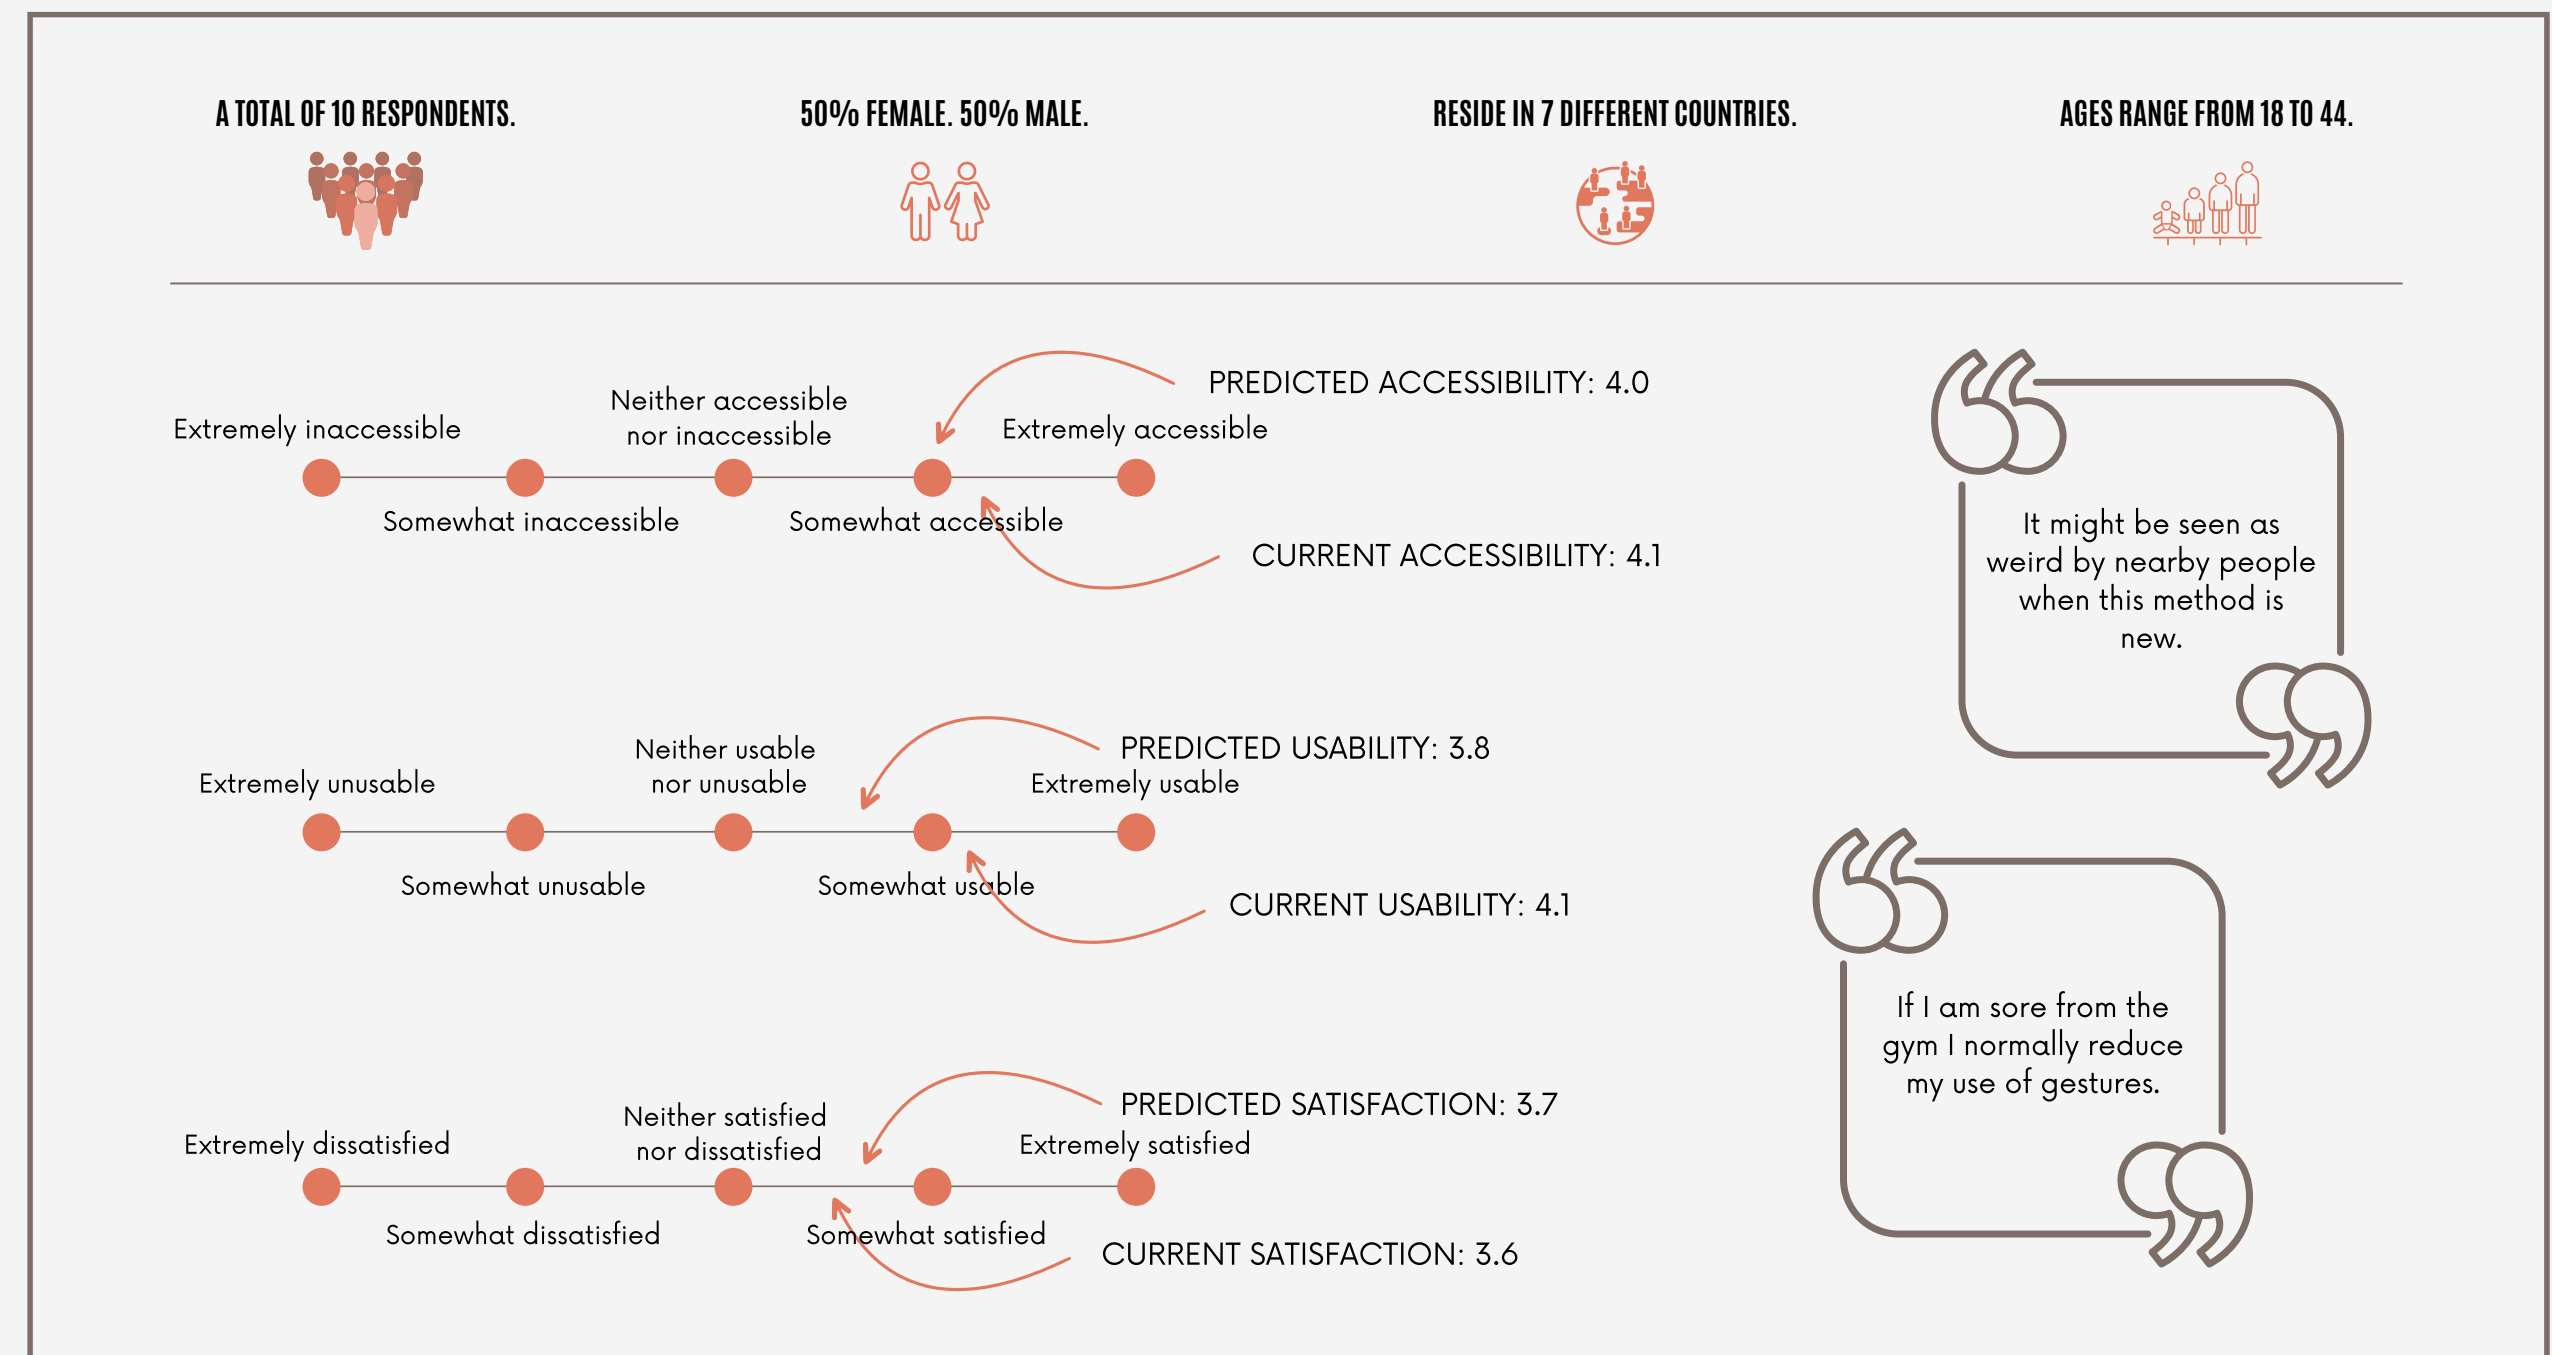 A TOTAL OF 10 RESPONDENTS.
50% FEMALE. 50% MALE.
RESIDE IN 7 DIFFERENT COUNTRIES.
AGES RANGE FROM 18 TO 44.
PREDICTED ACCESSIBILITY: 4.0
Extremely inaccessible
Neither accessible
nor inaccessible
Extremely accessible
Somewhat inaccessible
Somewhat accessible
CURRENT ACCESSIBILITY: 4.1
It might be seen as
weird by nearby people
when this method is
new.
PREDICTED USABILITY: 3.8
Extremely unusable
Neither usable
nor unusable
Extremely usable
Somewhat unusable
Somewhat usable
CURRENT USABILITY: 4.1
If I am sore from the
gym I normally reduce
my use of gestures.
PREDICTED SATISFACTION: 3.7
Extremely dissatisfied
Neither satisfied
nor dissatisfied
Extremely satisfied
Somewhat dissatisfied
Somewhat satisfied
CURRENT SATISFACTION: 3.6